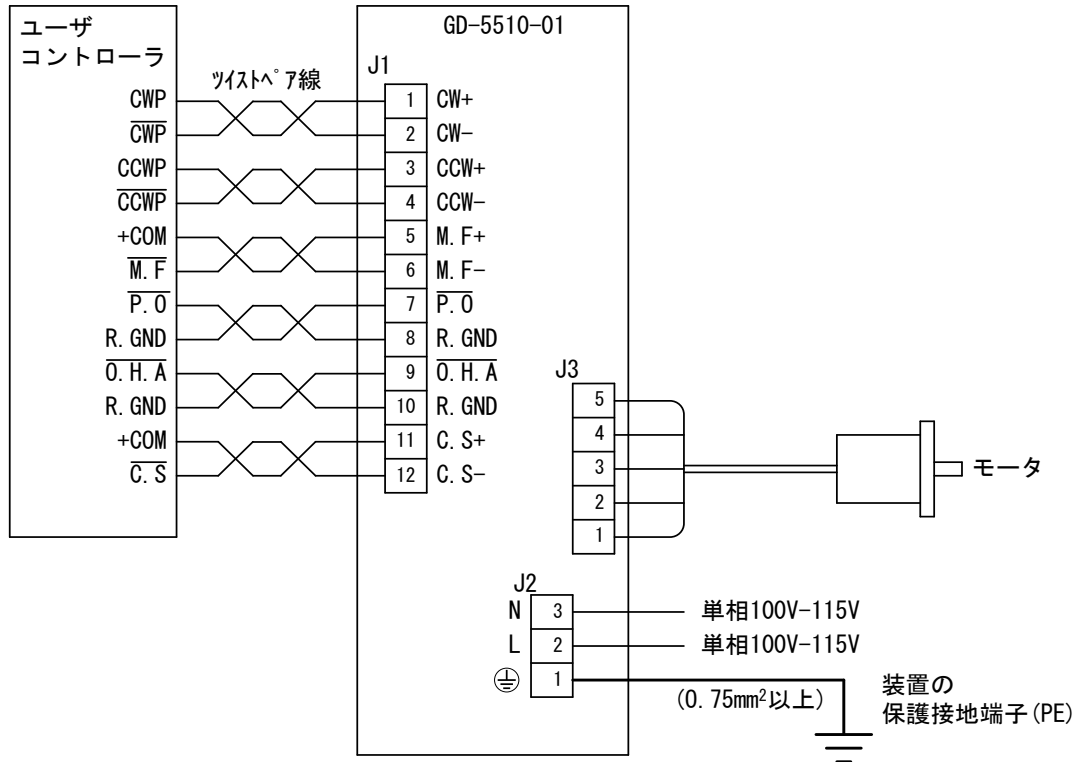 ユーザ
コントローラ
CWP
C̅W̅P̅
CCWP
C̅C̅W̅P̅
+COM
M̅.̅F̅
P̅.̅O̅
R.GND
O̅.̅H̅.̅A̅
R.GND
+COM
C̅.̅S̅
ツイストペア線
GD-5510-01
J1
1 CW+
2 CW-
3 CCW+
4 CCW-
5 M.F+
6 M.F-
7 P̅.̅O̅
8 R.GND
9 O̅.̅H̅.̅A̅
10 R.GND
11 C.S+
12 C.S-
J3
5
4
3
2
1
モータ
J2
N 3 単相100V-115V
L 2 単相100V-115V
⏚ 1
(0.75mm²以上)
装置の
保護接地端子(PE)